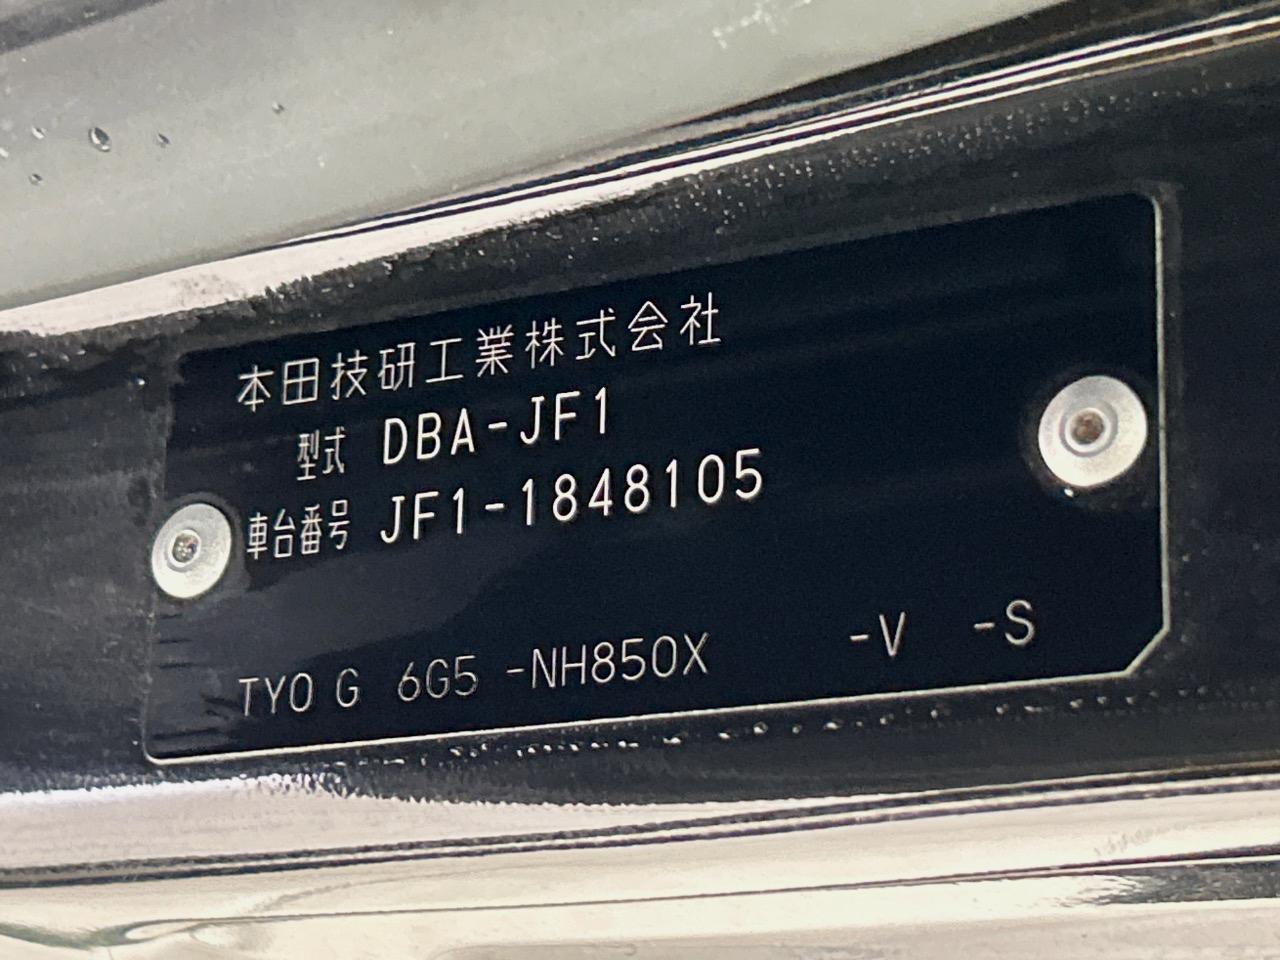 本田技研工業株式会社
型式 DBA-JF1
車台番号 JF1-1848105
TYO G 6G5 -NH850X -V -S